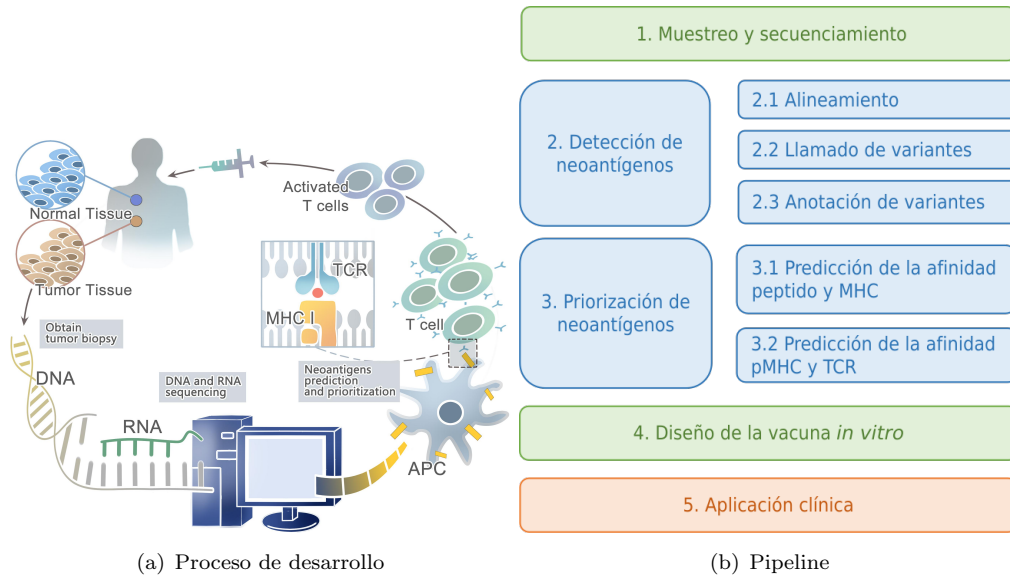 Normal Tissue
Tumor Tissue
Activated
T cells
TCR
MHC I
T cell
Obtain
tumor biopsy
DNA
DNA and RNA
sequencing
Neoantigens
prediction
and prioritization
RNA
APC
(a) Proceso de desarrollo
1. Muestreo y secuenciamiento
2. Detección de
neoantígenos
2.1 Alineamiento
2.2 Llamado de variantes
2.3 Anotación de variantes
3. Priorización de
neoantígenos
3.1 Predicción de la afinidad
peptido y MHC
3.2 Predicción de la afinidad
pMHC y TCR
4. Diseño de la vacuna in vitro
5. Aplicación clínica
(b) Pipeline